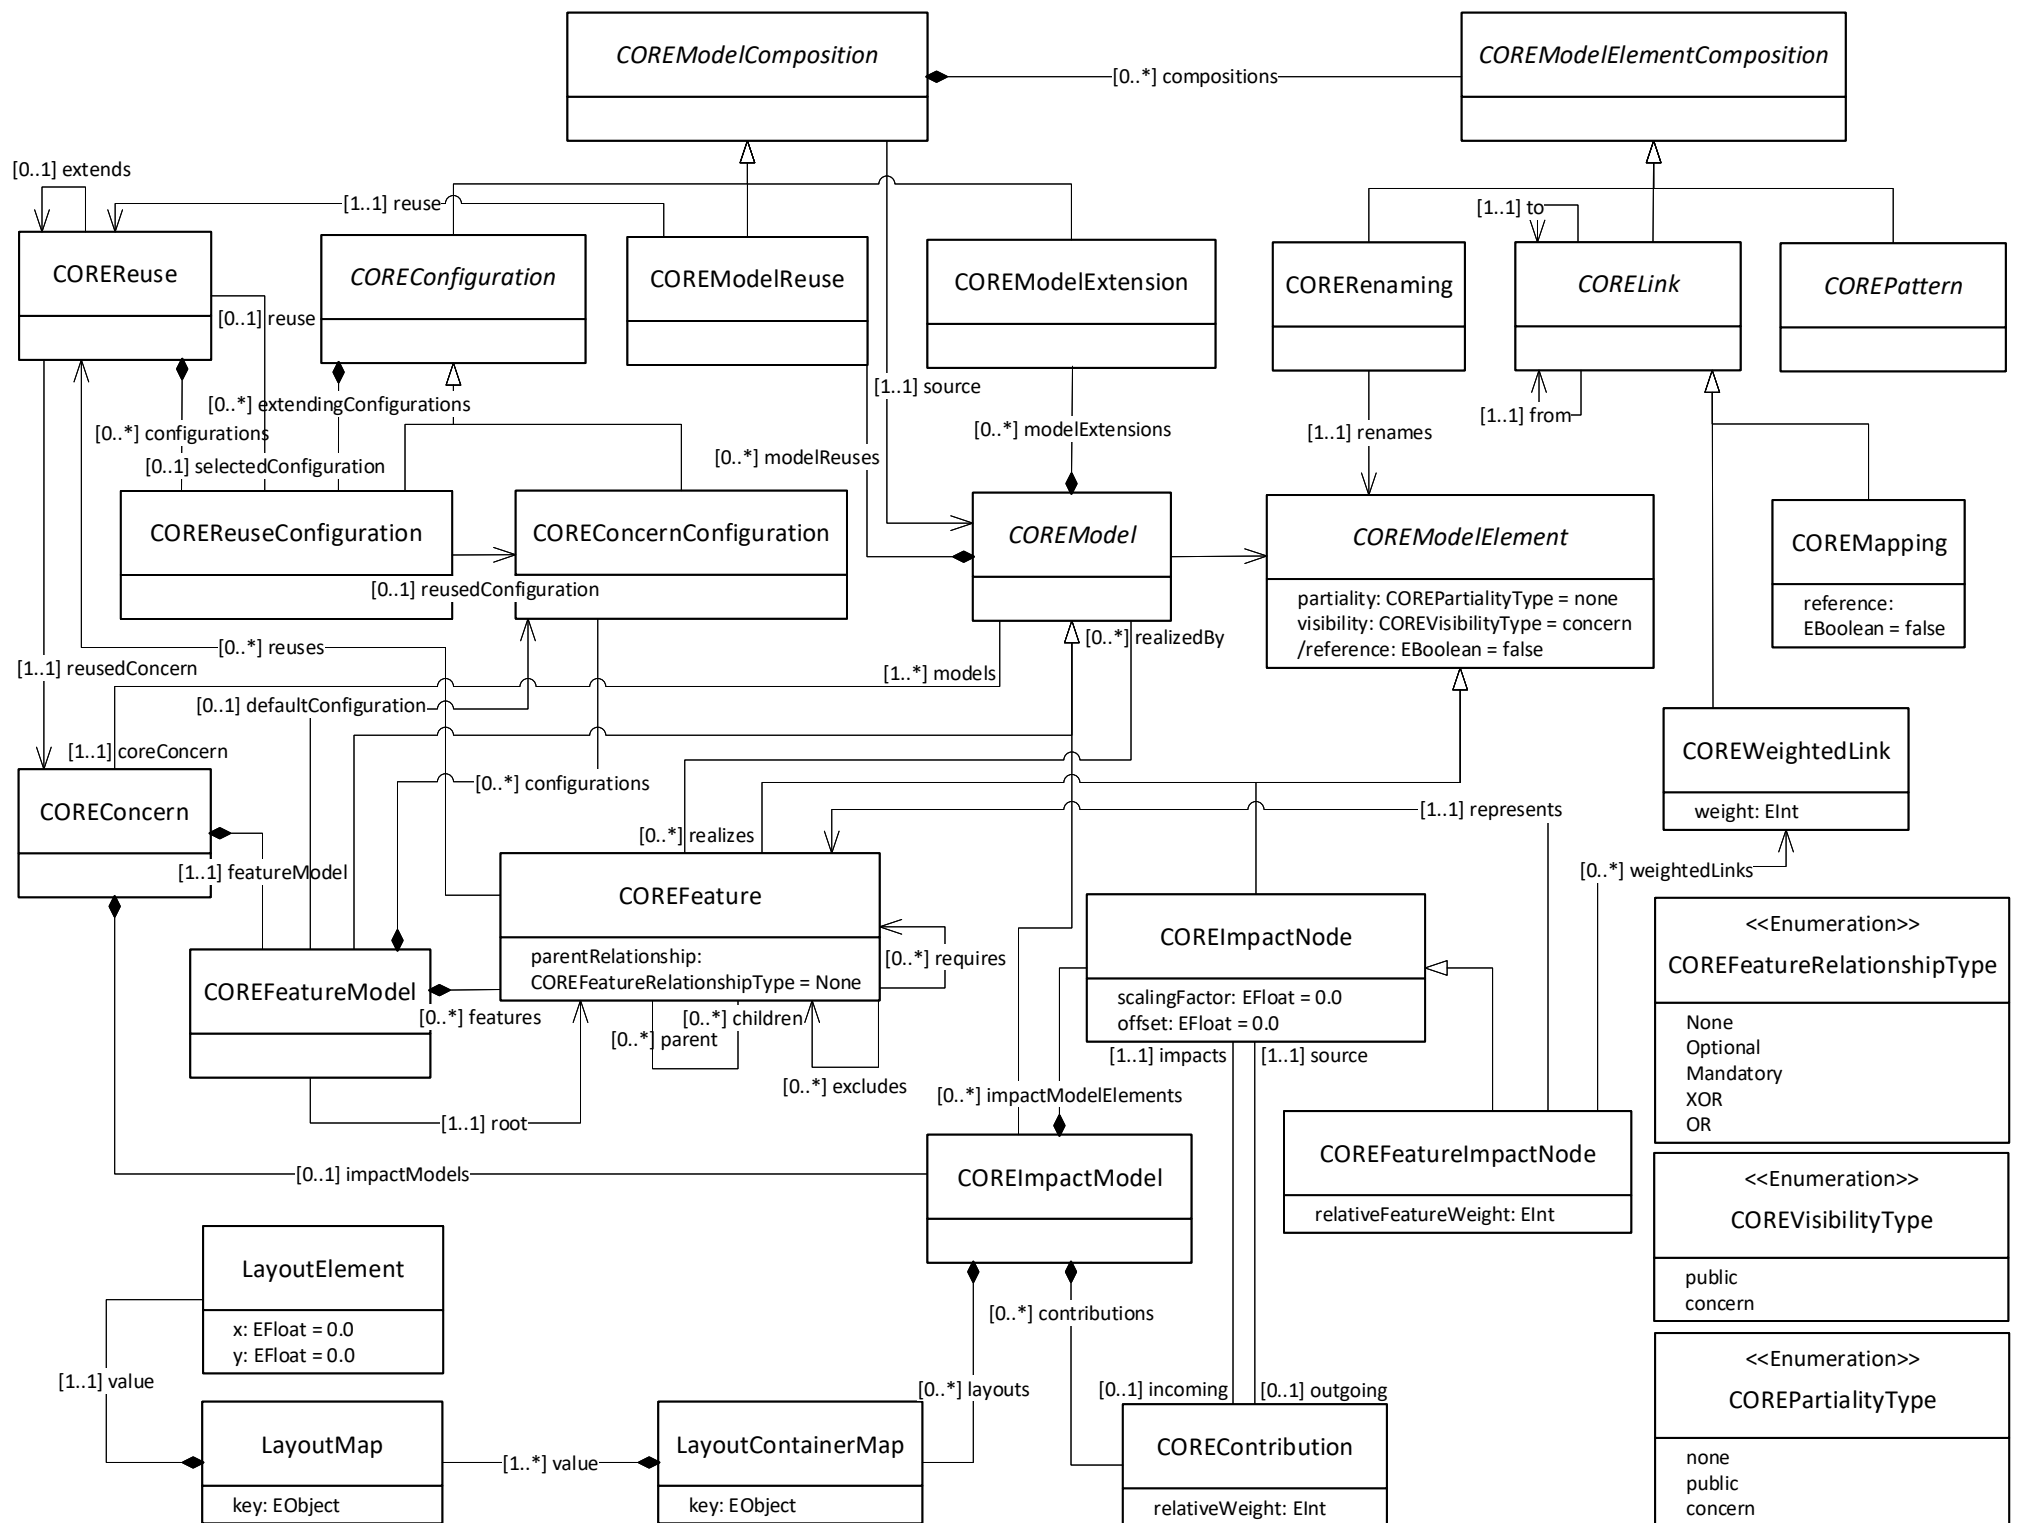 COREModelComposition
[0..*] compositions
COREModelElementComposition
[0..1] extends
[1..1] reuse
[1..1] to
COREReuse
COREConfiguration
COREModelReuse
COREModelExtension
CORERenaming
CORELink
COREPattern
[0..1] reuse
[1..1] source
[0..*] extendingConfigurations
[1..1] from
[0..*] configurations
[0..*] modelExtensions
[1..1] renames
[0..1] selectedConfiguration
[0..*] modelReuses
COREReuseConfiguration
COREConcernConfiguration
COREModel
COREModelElement
partiality: COREPartialityType = none
visibility: COREVisibilityType = concern
/reference: EBoolean = false
COREMapping
reference:
EBoolean = false
[0..1] reusedConfiguration
[0..*] reuses
[0..*] realizedBy
[1..1] reusedConcern
[1..*] models
[0..1] defaultConfiguration
[1..1] coreConcern
COREWeightedLink
weight: EInt
[0..*] configurations
COREConcern
[1..1] represents
[0..*] realizes
[1..1] featureModel
[0..*] weightedLinks
COREFeature
parentRelationship:
COREFeatureRelationshipType = None
[0..*] requires
COREImpactNode
scalingFactor: EFloat = 0.0
offset: EFloat = 0.0
<<Enumeration>>
COREFeatureRelationshipType
None
Optional
Mandatory
XOR
OR
COREFeatureModel
[0..*] features
[0..*] children
[0..*] parent
[0..*] excludes
[1..1] impacts
[1..1] source
[0..*] impactModelElements
[1..1] root
COREFeatureImpactNode
relativeFeatureWeight: EInt
[0..1] impactModels
COREImpactModel
<<Enumeration>>
COREVisibilityType
public
concern
LayoutElement
x: EFloat = 0.0
y: EFloat = 0.0
[0..*] contributions
[1..1] value
[0..*] layouts
[0..1] incoming
[0..1] outgoing
<<Enumeration>>
COREPartialityType
none
public
concern
LayoutMap
key: EObject
[1..*] value
LayoutContainerMap
key: EObject
COREContribution
relativeWeight: EInt